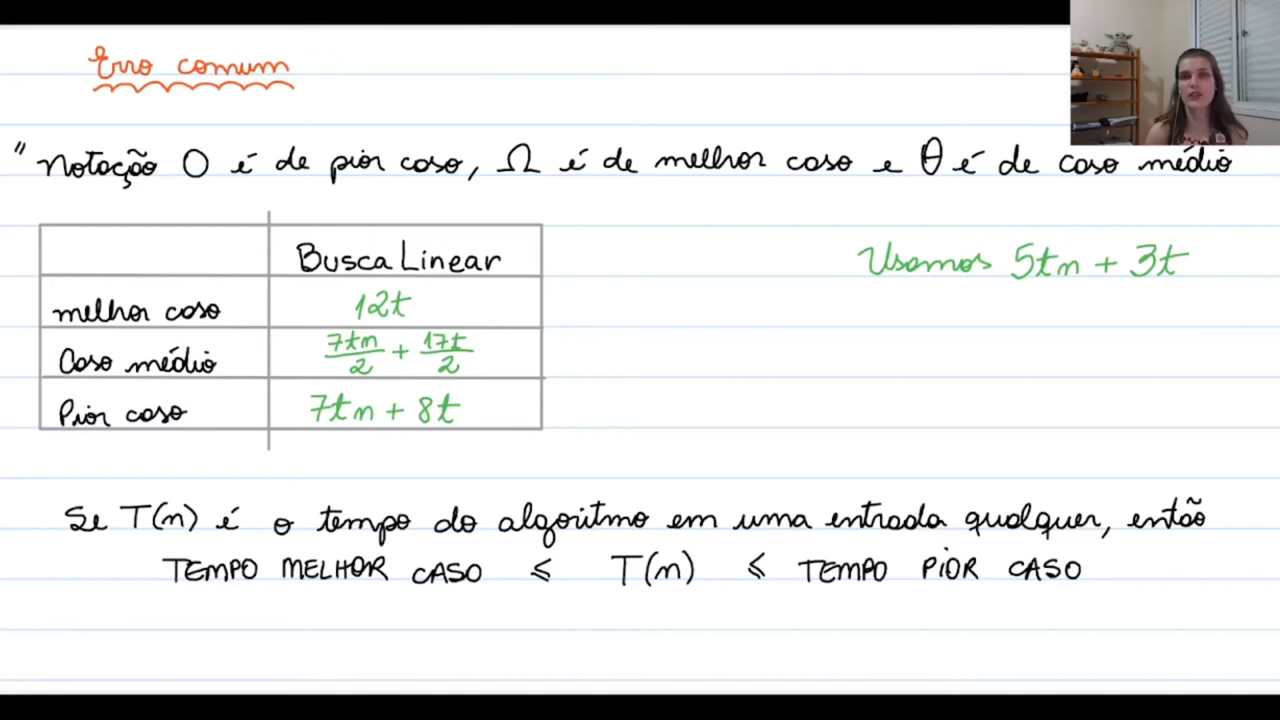 Erro comum
"Notação O é de pior caso, Ω é de melhor caso e θ é de caso médio
Usamos 5tn + 3t
Busca Linear
melhor caso 12t
Caso médio 7tn/2 + 17t/2
Pior caso 7tn + 8t
Se T(n) é o tempo do algoritmo em uma entrada qualquer, então
TEMPO MELHOR CASO ≤ T(n) ≤ TEMPO PIOR CASO